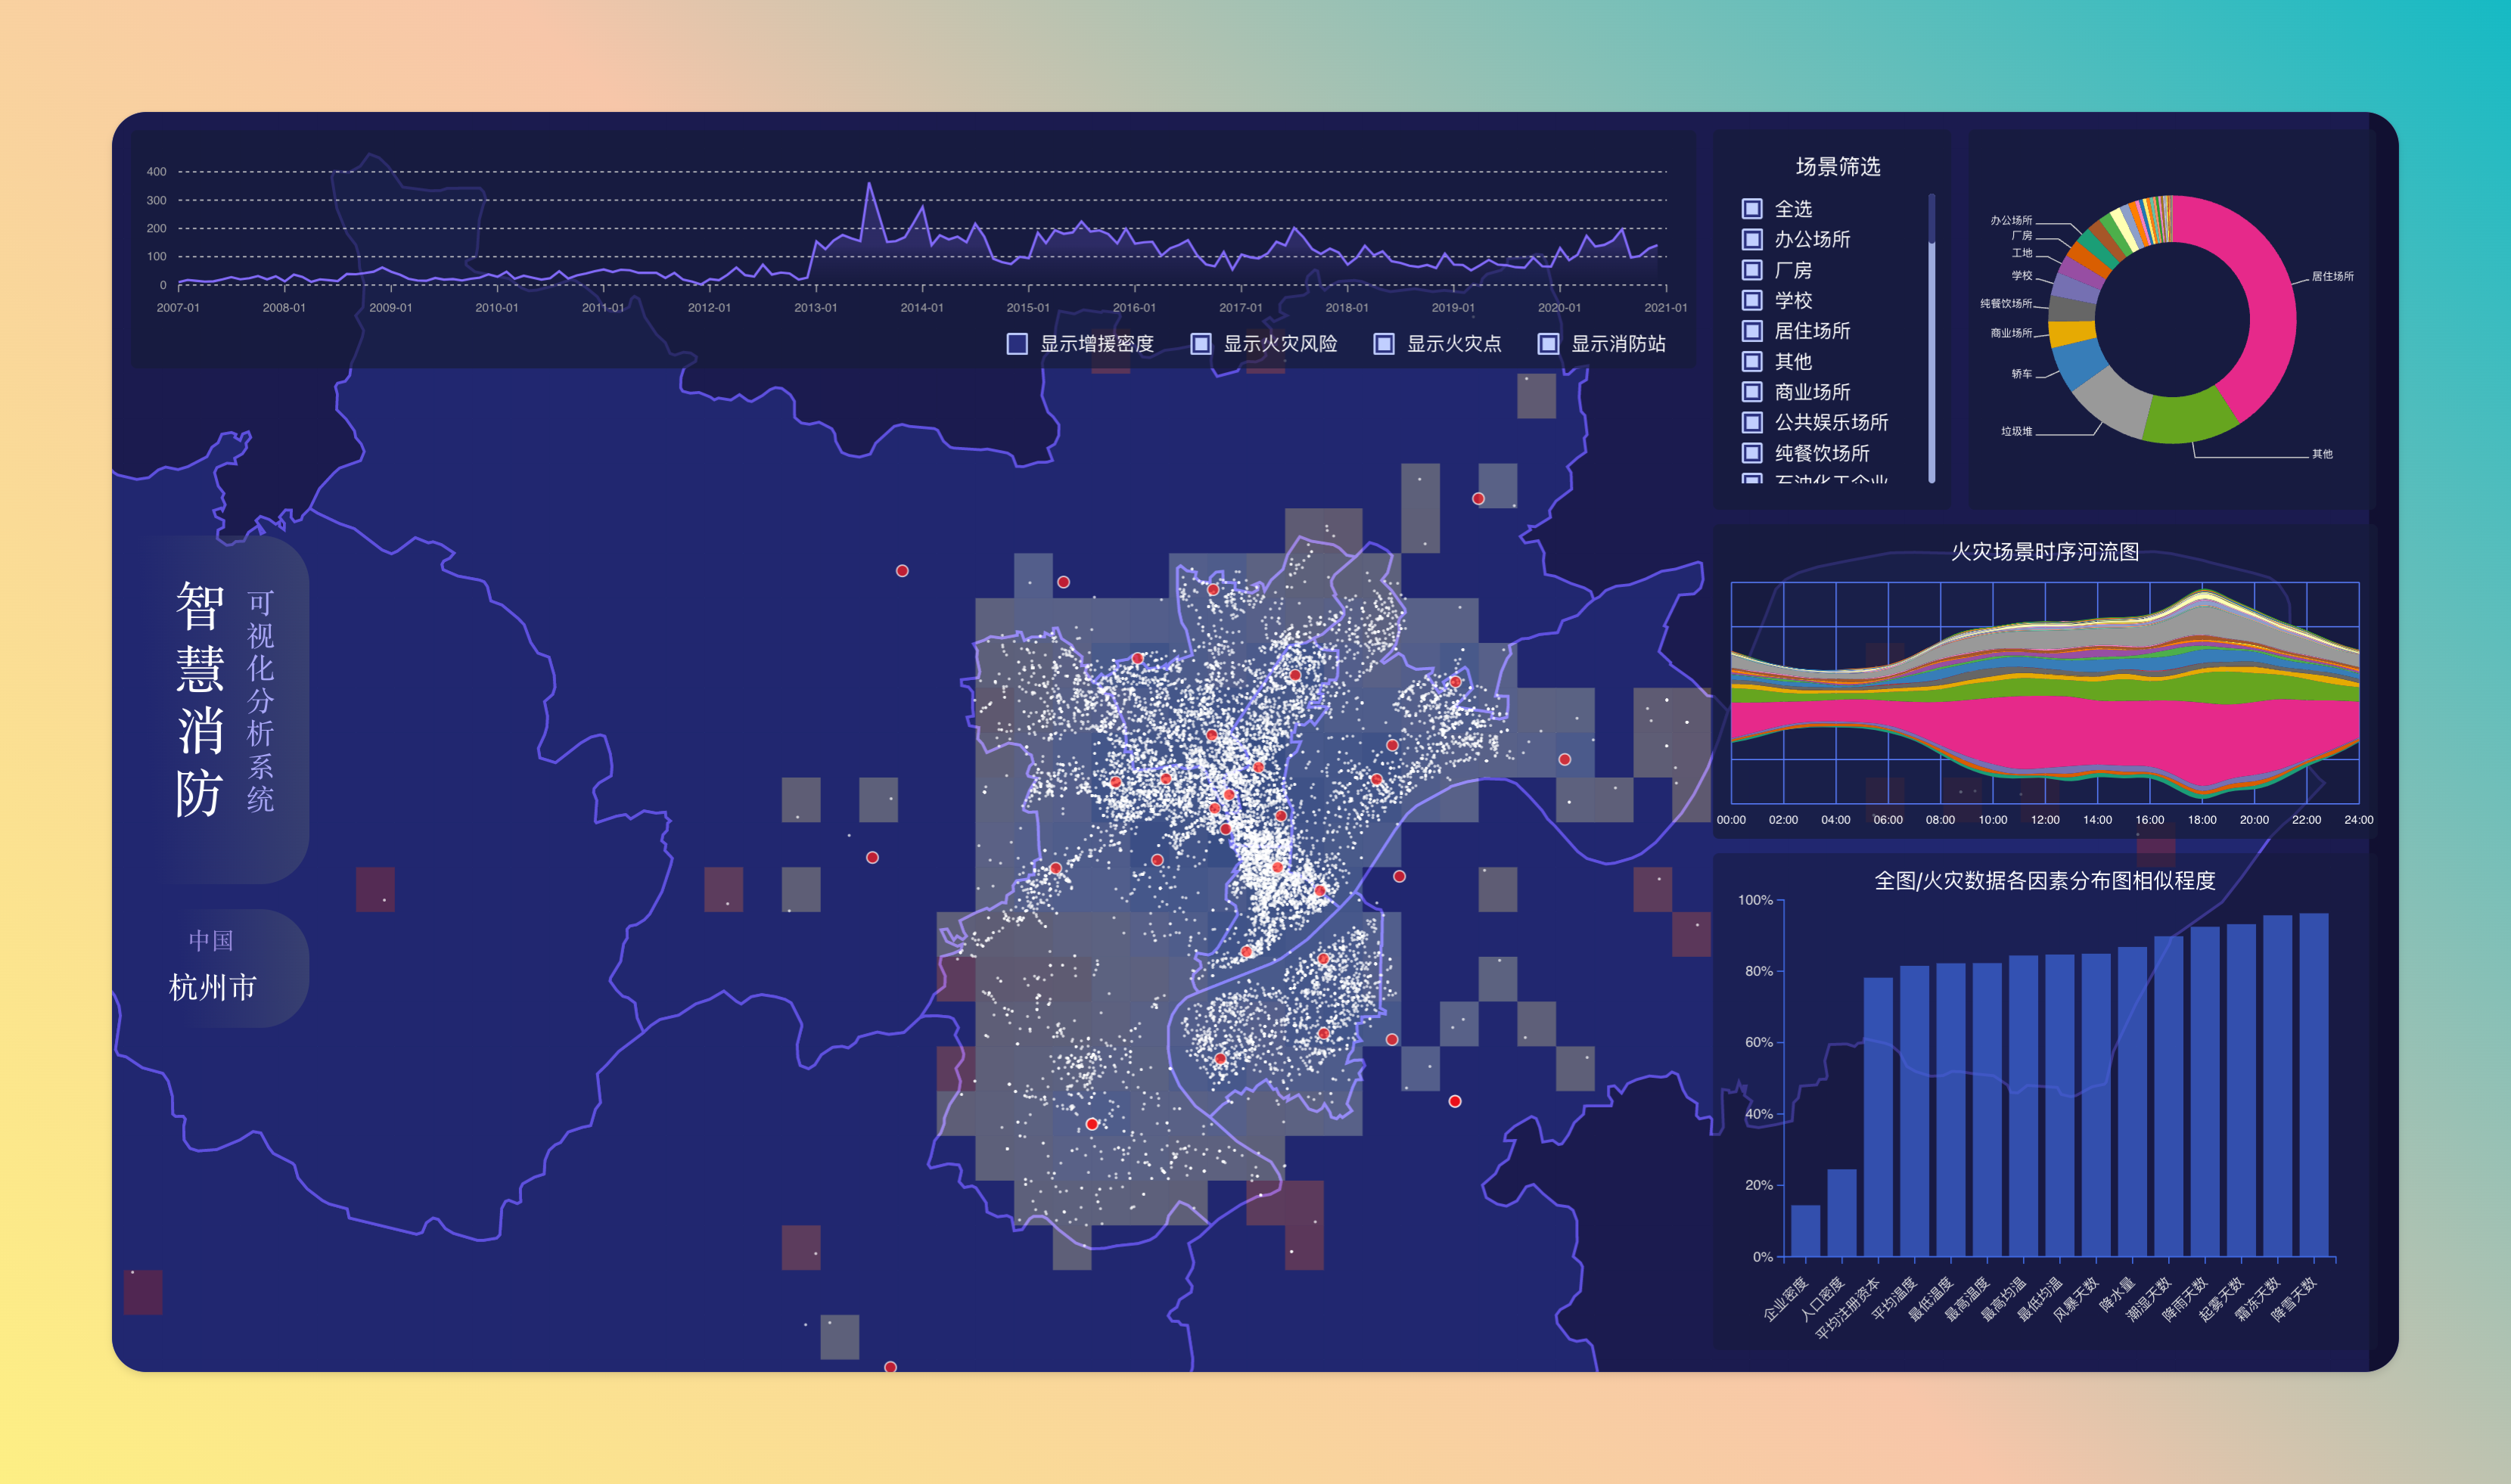 400
300
200
100
0
2007-01 2008-01 2009-01 2010-01 2011-01 2012-01 2013-01 2014-01 2015-01 2016-01 2017-01 2018-01 2019-01 2020-01 2021-01
显示增援密度 显示火灾风险 显示火灾点 显示消防站
智慧消防
可视化分析系统
中国
杭州市
场景筛选
全选
办公场所
厂房
学校
居住场所
其他
商业场所
公共娱乐场所
纯餐饮场所
石油化工企业
办公场所
厂房
工地
学校
纯餐饮场所
商业场所
轿车
垃圾堆
居住场所
其他
火灾场景时序河流图
00:00 02:00 04:00 06:00 08:00 10:00 12:00 14:00 16:00 18:00 20:00 22:00 24:00
全图/火灾数据各因素分布图相似程度
100%
80%
60%
40%
20%
0%
企业密度
人口密度
平均注册资本
平均温度
最低温度
最高温度
最高均温
最低均温
风暴天数
降水量
潮湿天数
降雨天数
起雾天数
霜冻天数
降雪天数